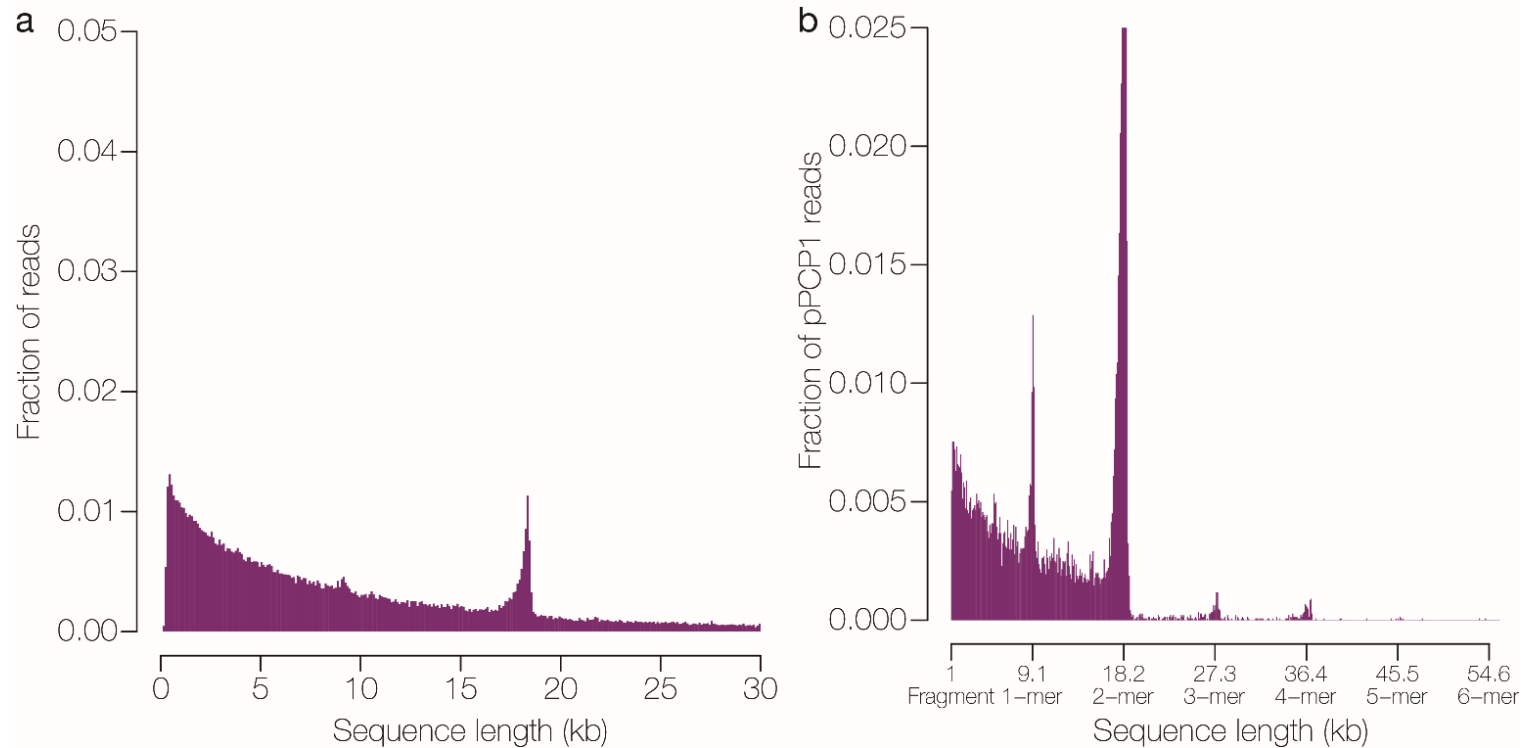 a
0.05
0.04
0.03
0.02
0.01
0.00
Fraction of reads
0 5 10 15 20 25 30
Sequence length (kb)
b
0.025
0.020
0.015
0.010
0.005
0.000
Fraction of pPCP1 reads
1 9.1 18.2 27.3 36.4 45.5 54.6
Fragment 1-mer 2-mer 3-mer 4-mer 5-mer 6-mer
Sequence length (kb)